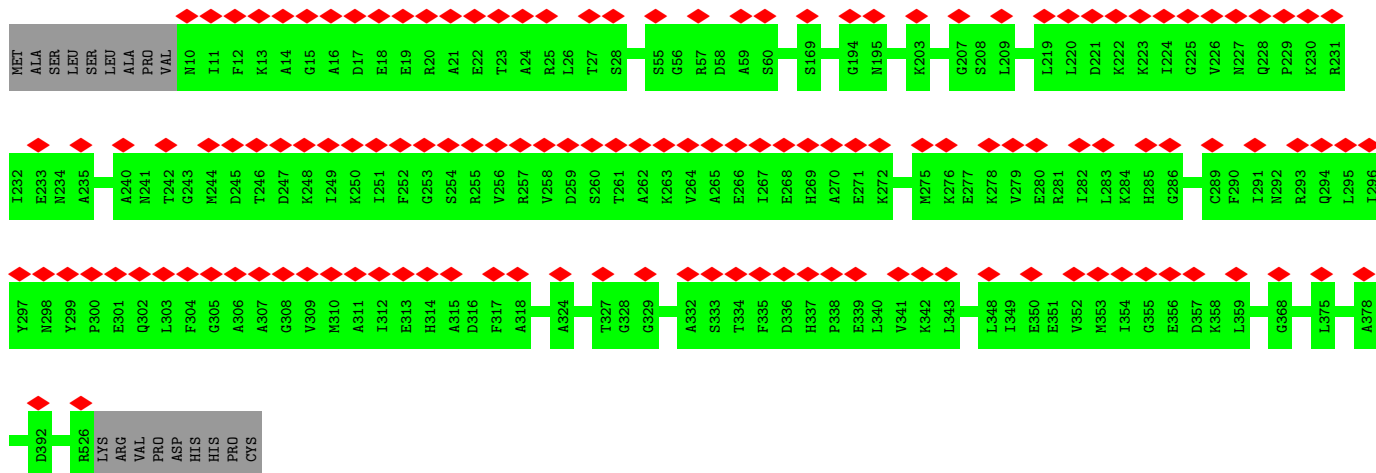 MET ALA SER LEU SER LEU ALA PRO VAL N10 I11 F12 K13 A14 G15 A16 D17 E18 E19 R20 A21 E22 T23 A24 R25 L26 T27 S28 S55 G56 R57 D58 A59 S60 S169 G194 N195 K203 G207 S208 L209 L219 L220 D221 K222 K223 I224 G225 V226 N227 Q228 P229 K230 R231
I232 E233 N234 A235 A240 N241 T242 G243 M244 D245 T246 D247 K248 I249 K250 I251 F252 G253 S254 R255 V256 R257 V258 D259 S260 T261 A262 K263 V264 A265 E266 I267 E268 H269 A270 E271 K272 M275 K276 E277 K278 V279 E280 R281 I282 L283 K284 H285 G286 C289 F290 I291 N292 R293 Q294 L295 I296
Y297 N298 Y299 P300 E301 Q302 L303 F304 G305 A306 A307 G308 V309 M310 A311 I312 E313 H314 A315 D316 F317 A318 A324 T327 G328 G329 A332 S333 T334 F335 D336 H337 P338 E339 L340 V341 K342 L343 L348 I349 E350 E351 V352 M353 I354 G355 E356 D357 K358 L359 G368 L375 A378
D392 R526 LYS ARG VAL PRO ASP HIS HIS PRO CYS